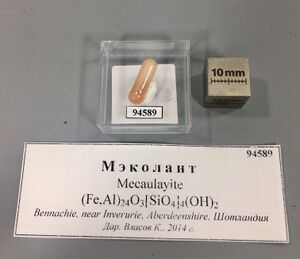 94589
10mm
94589
Мэколант
Mecaulayite
(Fe,Al)24O3[SiO4]4(OH)2
Bennachie, near Inverurie, Aberdeenshire, Шотландия
Дар. Власов К., 2014 г.